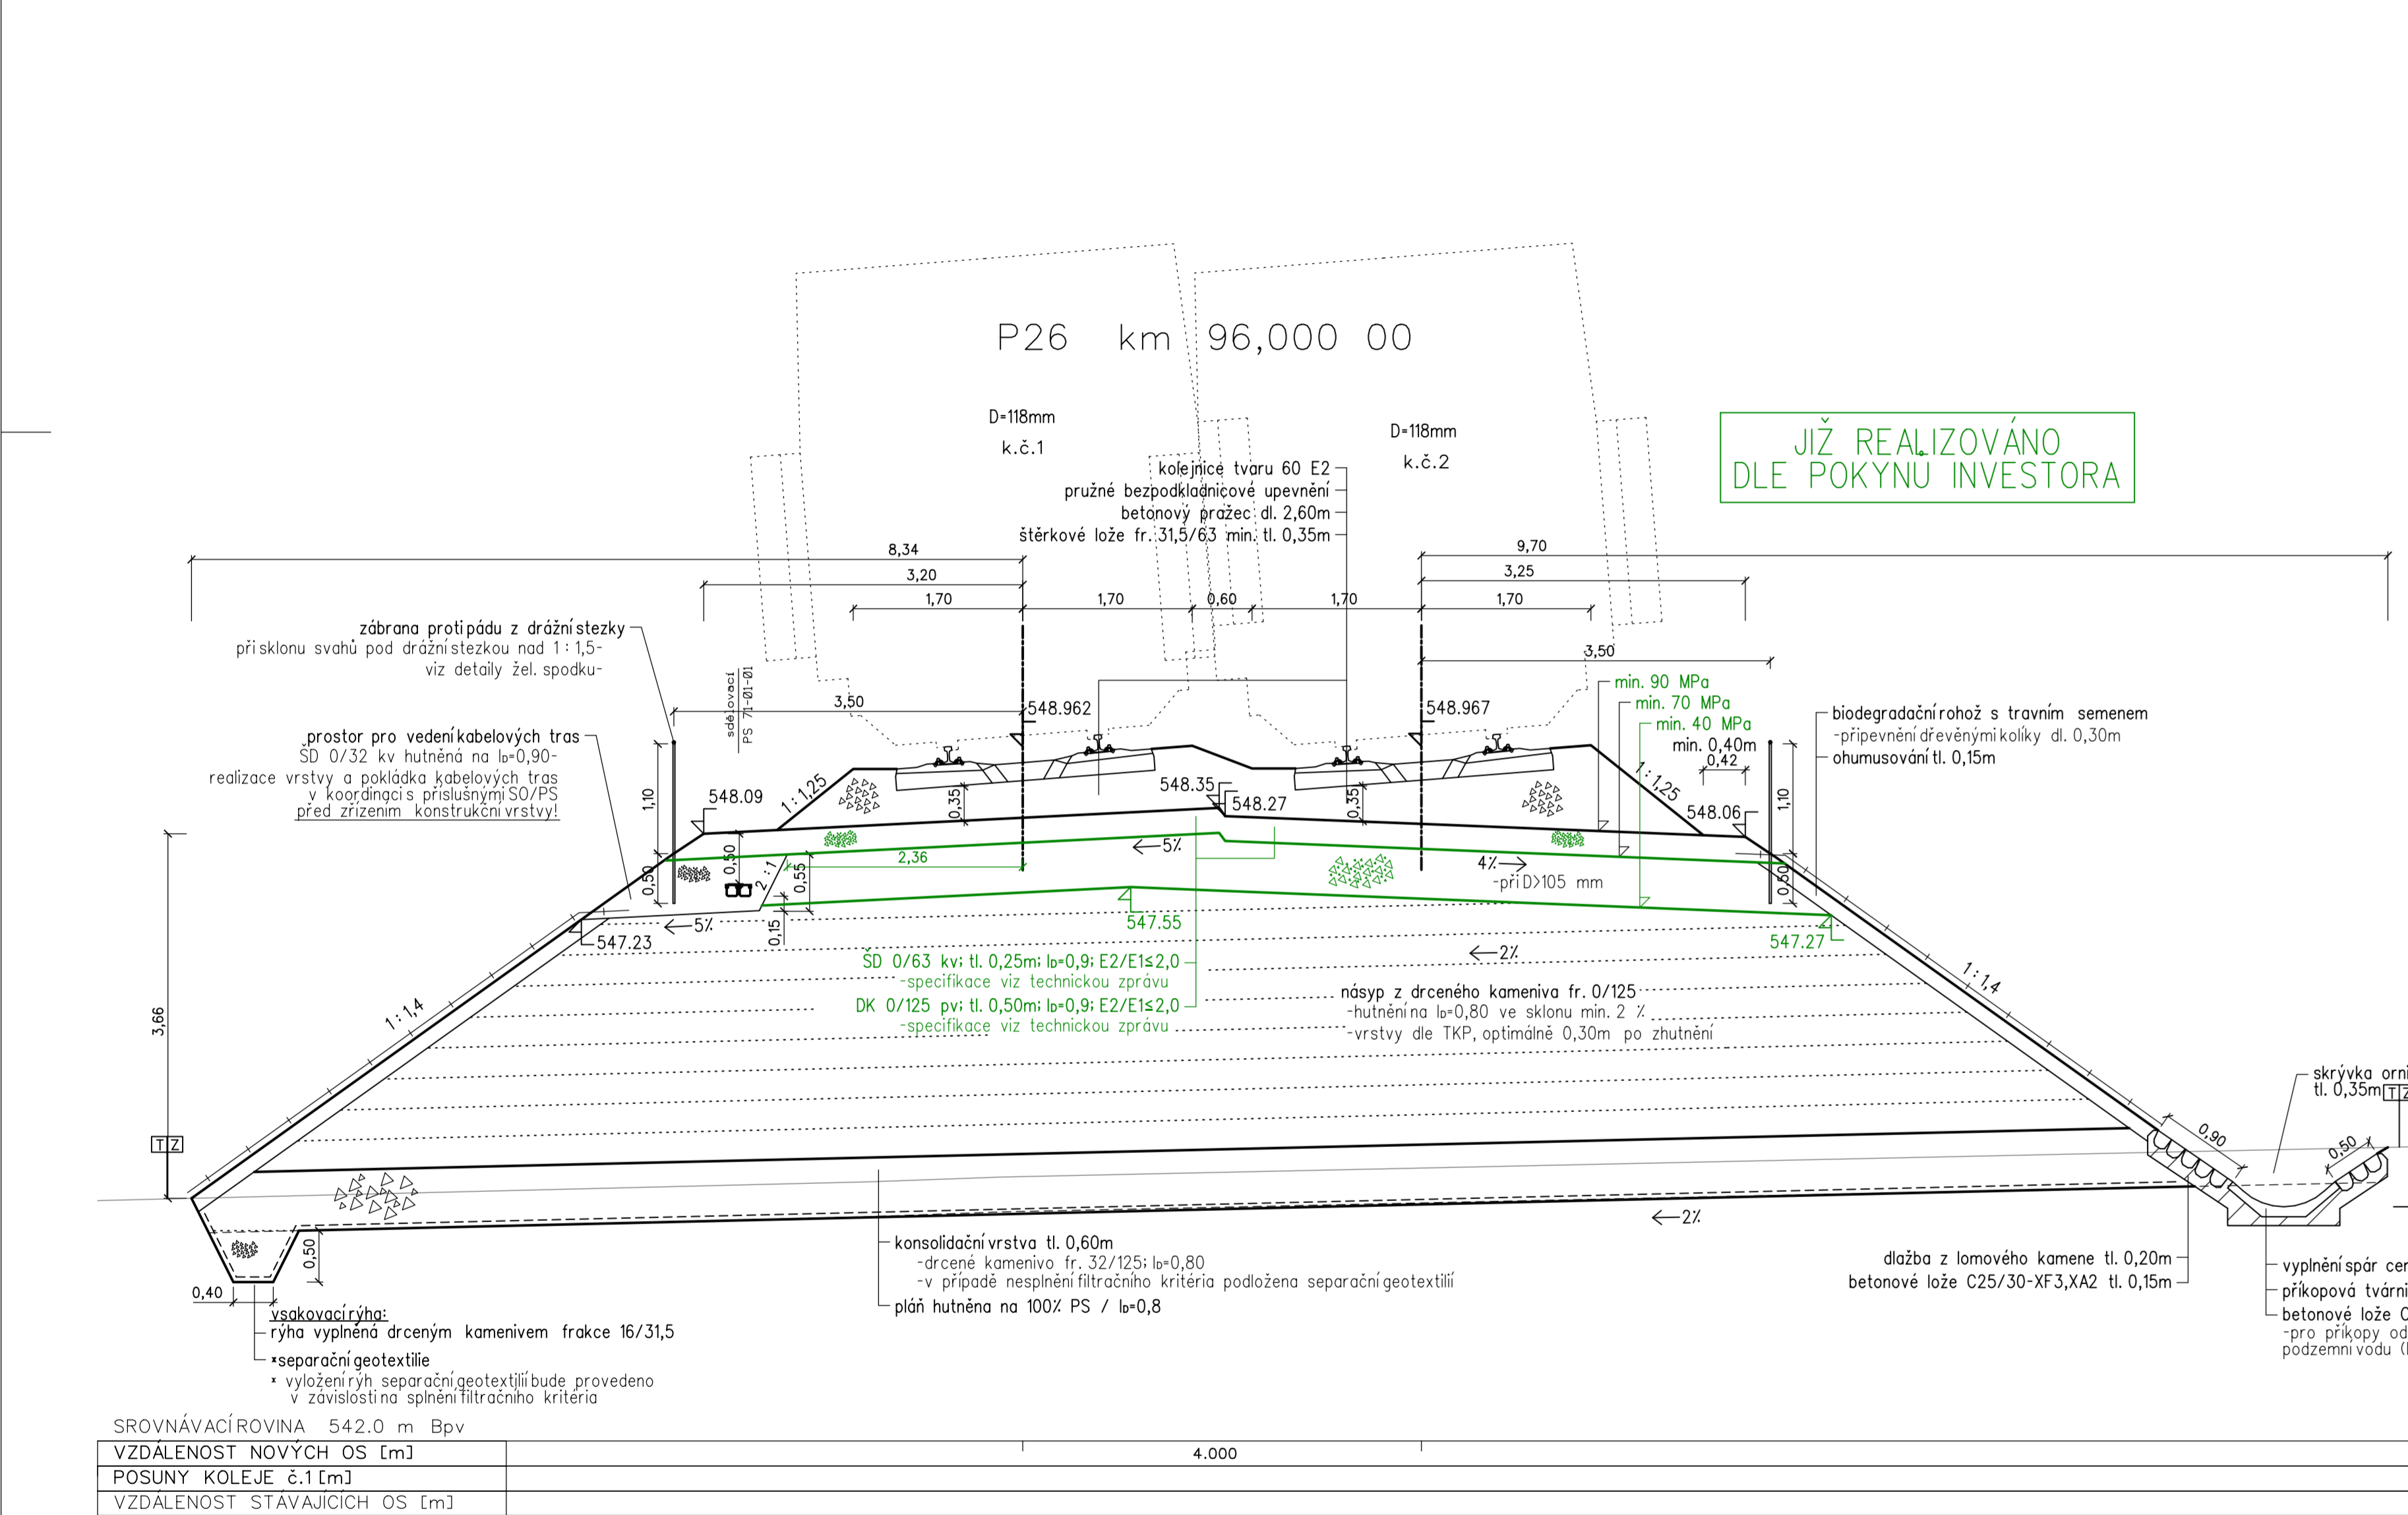 P26 km 96,000 00
D=118mm
k.č.1
D=118mm
k.č.2
JIŽ REALIZOVÁNO
DLE POKYNŮ INVESTORA
kolejnice tvaru 60 E2
pružné bezpodkladnicové upevnění
betonový pražec dl. 2,60m
štěrkové lože fr. 31,5/63 min. tl. 0,35m
8,34
9,70
3,20
3,25
1,70
1,70
0,60
1,70
1,70
zábrana proti pádu z drážní stezky
při sklonu svahů pod drážní stezkou nad 1 : 1,5-
viz detaily žel. spodku-
sdělovací
PS 71-01-01
3,50
3,50
548.962
548.967
min. 90 MPa
min. 70 MPa
min. 40 MPa
min. 0,40m
0,42
biodegradační rohož s travním semenem
-připevnění dřevěnými kolíky dl. 0,30m
ohumusování tl. 0,15m
prostor pro vedení kabelových tras
ŠD 0/32 kv hutněná na ID=0,90-
realizace vrstvy a pokládka kabelových tras
v koordinaci s příslušnými SO/PS
před zřízením konstrukční vrstvy!
1,10
548.09
1 : 1,25
0,35
548.35
548.27
0,35
1 : 1,25
548.06
1,10
0,50
0,50
2 : 1
0,55
2,36
5%
4%
-při D>105 mm
0,50
547.23
5%
0,15
547.55
547.27
2%
ŠD 0/63 kv; tl. 0,25m; ID=0,9; E2/E1≤2,0
-specifikace viz technickou zprávu
DK 0/125 pv; tl. 0,50m; ID=0,9; E2/E1≤2,0
-specifikace viz technickou zprávu
násyp z drceného kameniva fr. 0/125
-hutnění na ID=0,80 ve sklonu min. 2 %
-vrstvy dle TKP, optimálně 0,30m po zhutnění
1 : 1,4
1 : 1,4
3,66
T Z
skrývka orni
tl. 0,35m
T Z
0,90
0,50
2%
0,50
0,40
konsolidační vrstva tl. 0,60m
-drcené kamenivo fr. 32/125; ID=0,80
-v případě nesplnění filtračního kritéria podložena separační geotextilií
pláň hutněna na 100% PS / ID=0,8
dlažba z lomového kamene tl. 0,20m
betonové lože C25/30-XF3,XA2 tl. 0,15m
vyplnění spár cer
příkopová tvárni
betonové lože C
-pro příkopy od
podzemní vodu (
vsakovací rýha:
rýha vyplněná drceným kamenivem frakce 16/31,5
*separační geotextilie
* vyložení rýh separační geotextilií bude provedeno
v závislosti na splnění filtračního kritéria
SROVNÁVACÍ ROVINA 542.0 m Bpv
VZDÁLENOST NOVÝCH OS [m]
4.000
POSUNY KOLEJE č.1 [m]
VZDÁLENOST STÁVAJÍCÍCH OS [m]